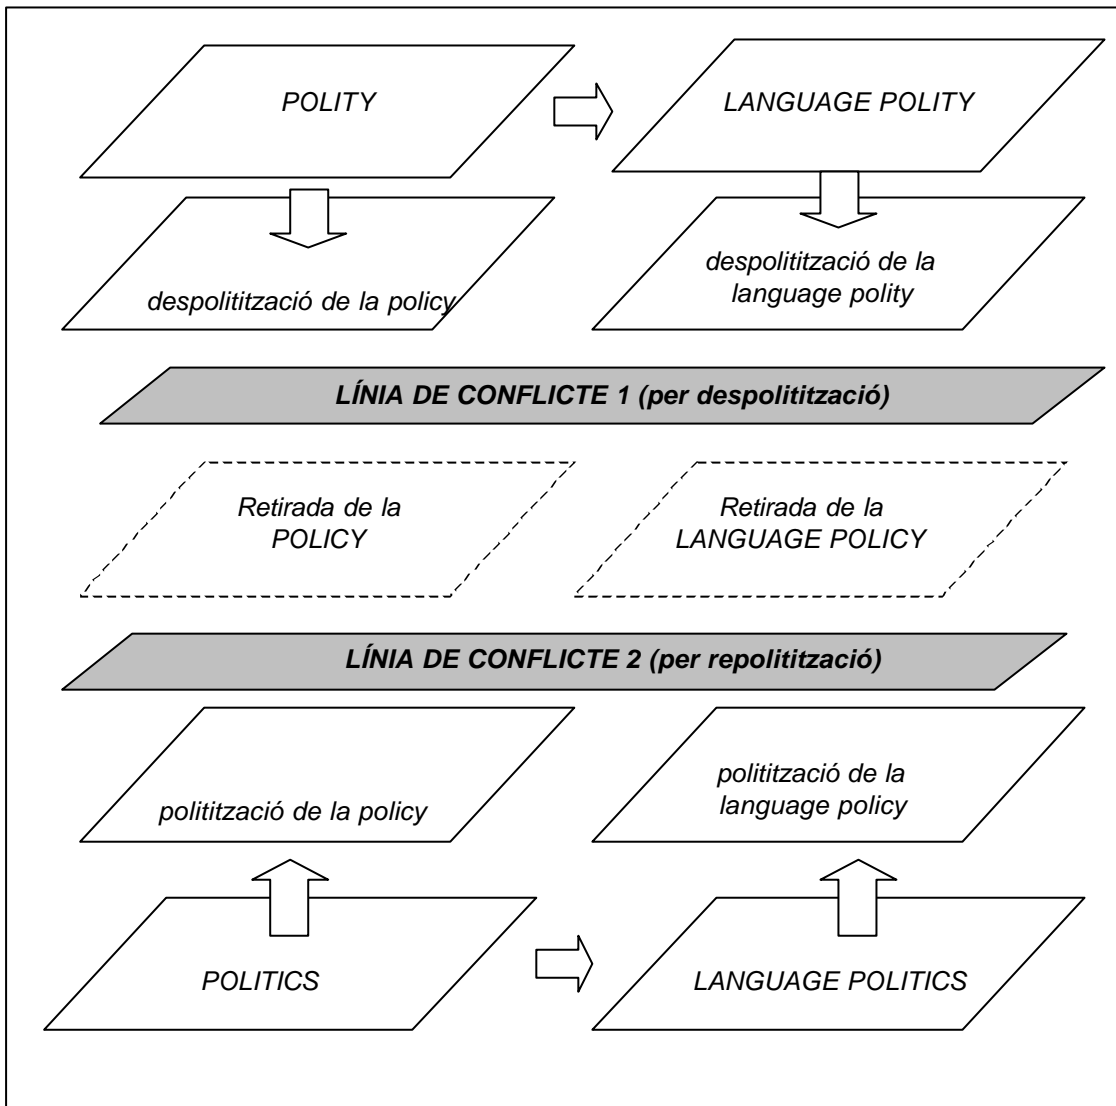 POLITY
LANGUAGE POLITY
despolitització de la policy
despolitització de la
language polity
LÍNIA DE CONFLICTE 1 (per despolitització)
Retirada de la
POLICY
Retirada de la
LANGUAGE POLICY
LÍNIA DE CONFLICTE 2 (per repolitització)
politització de la policy
politització de la
language policy
POLITICS
LANGUAGE POLITICS